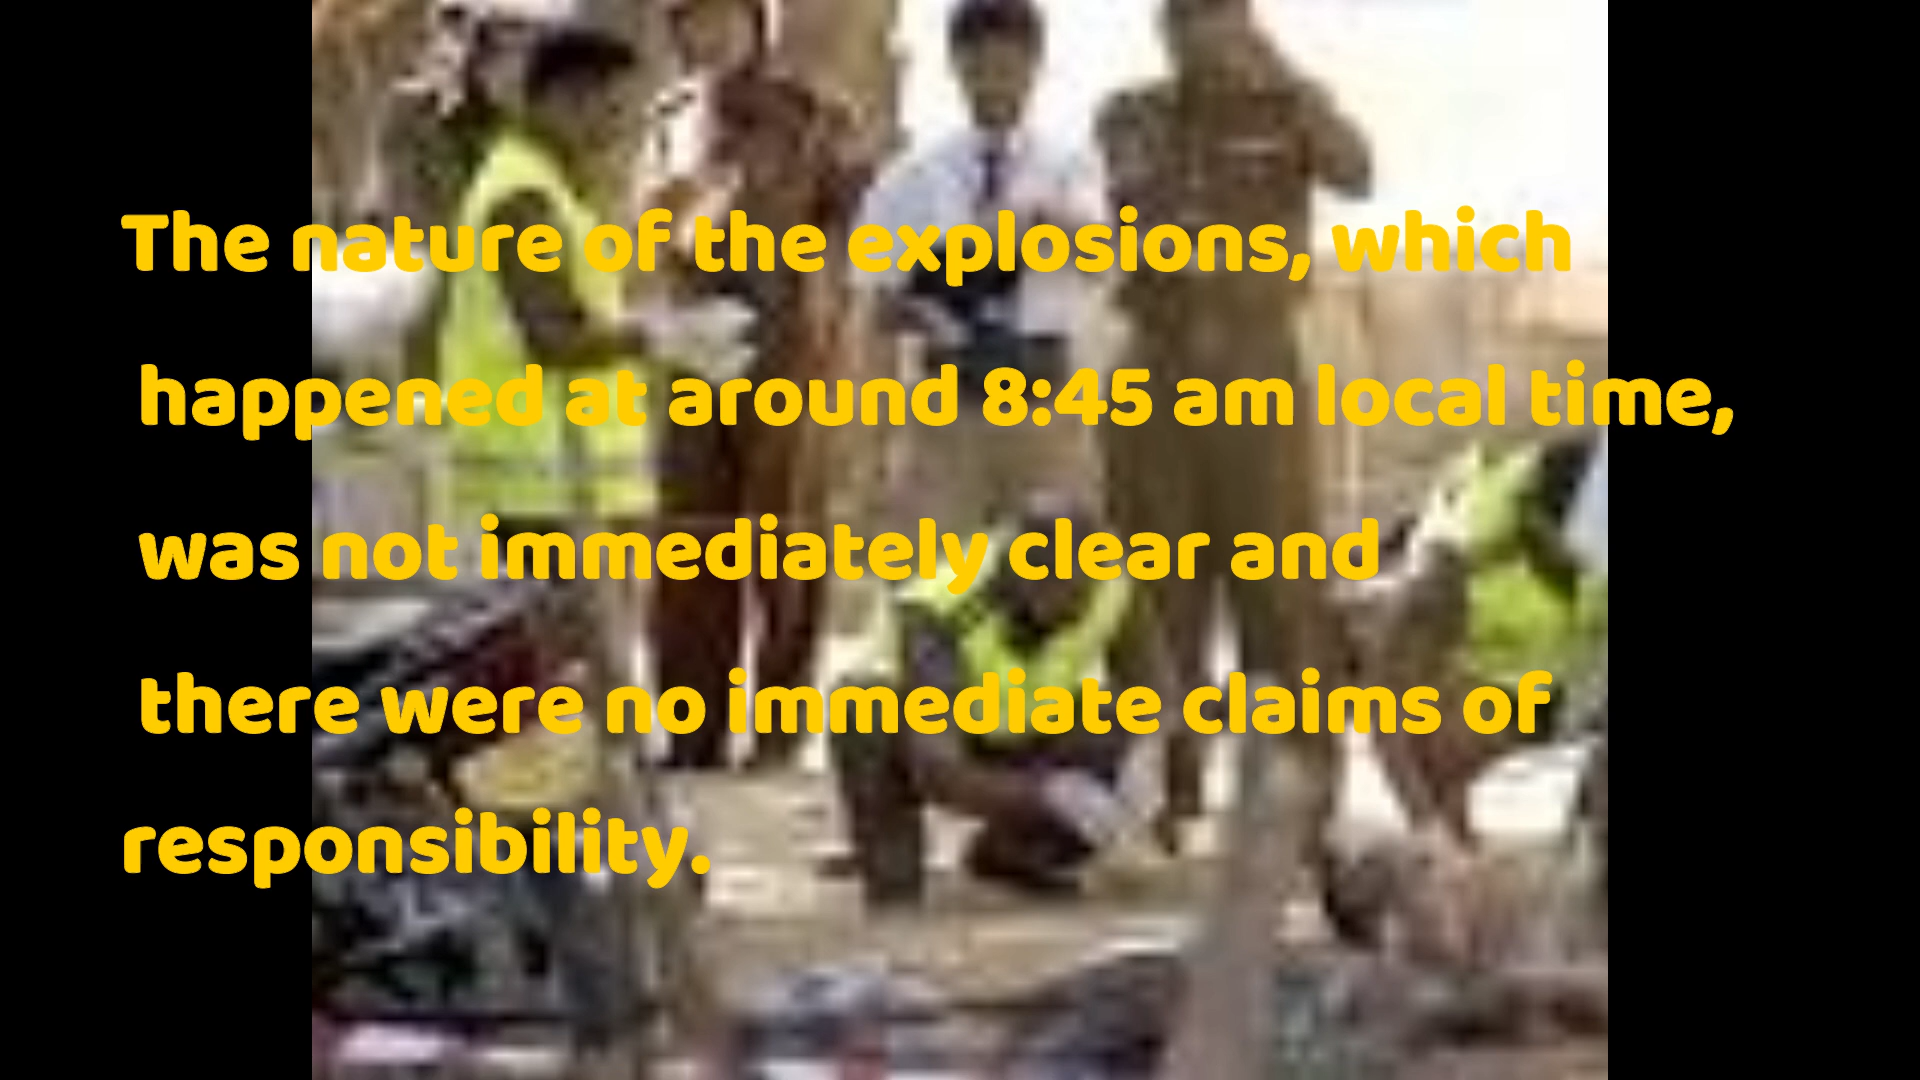 The nature of the explosions, which
happened at around 8:45 am local time,
was not immediately clear and
there were no immediate claims of
responsibility.